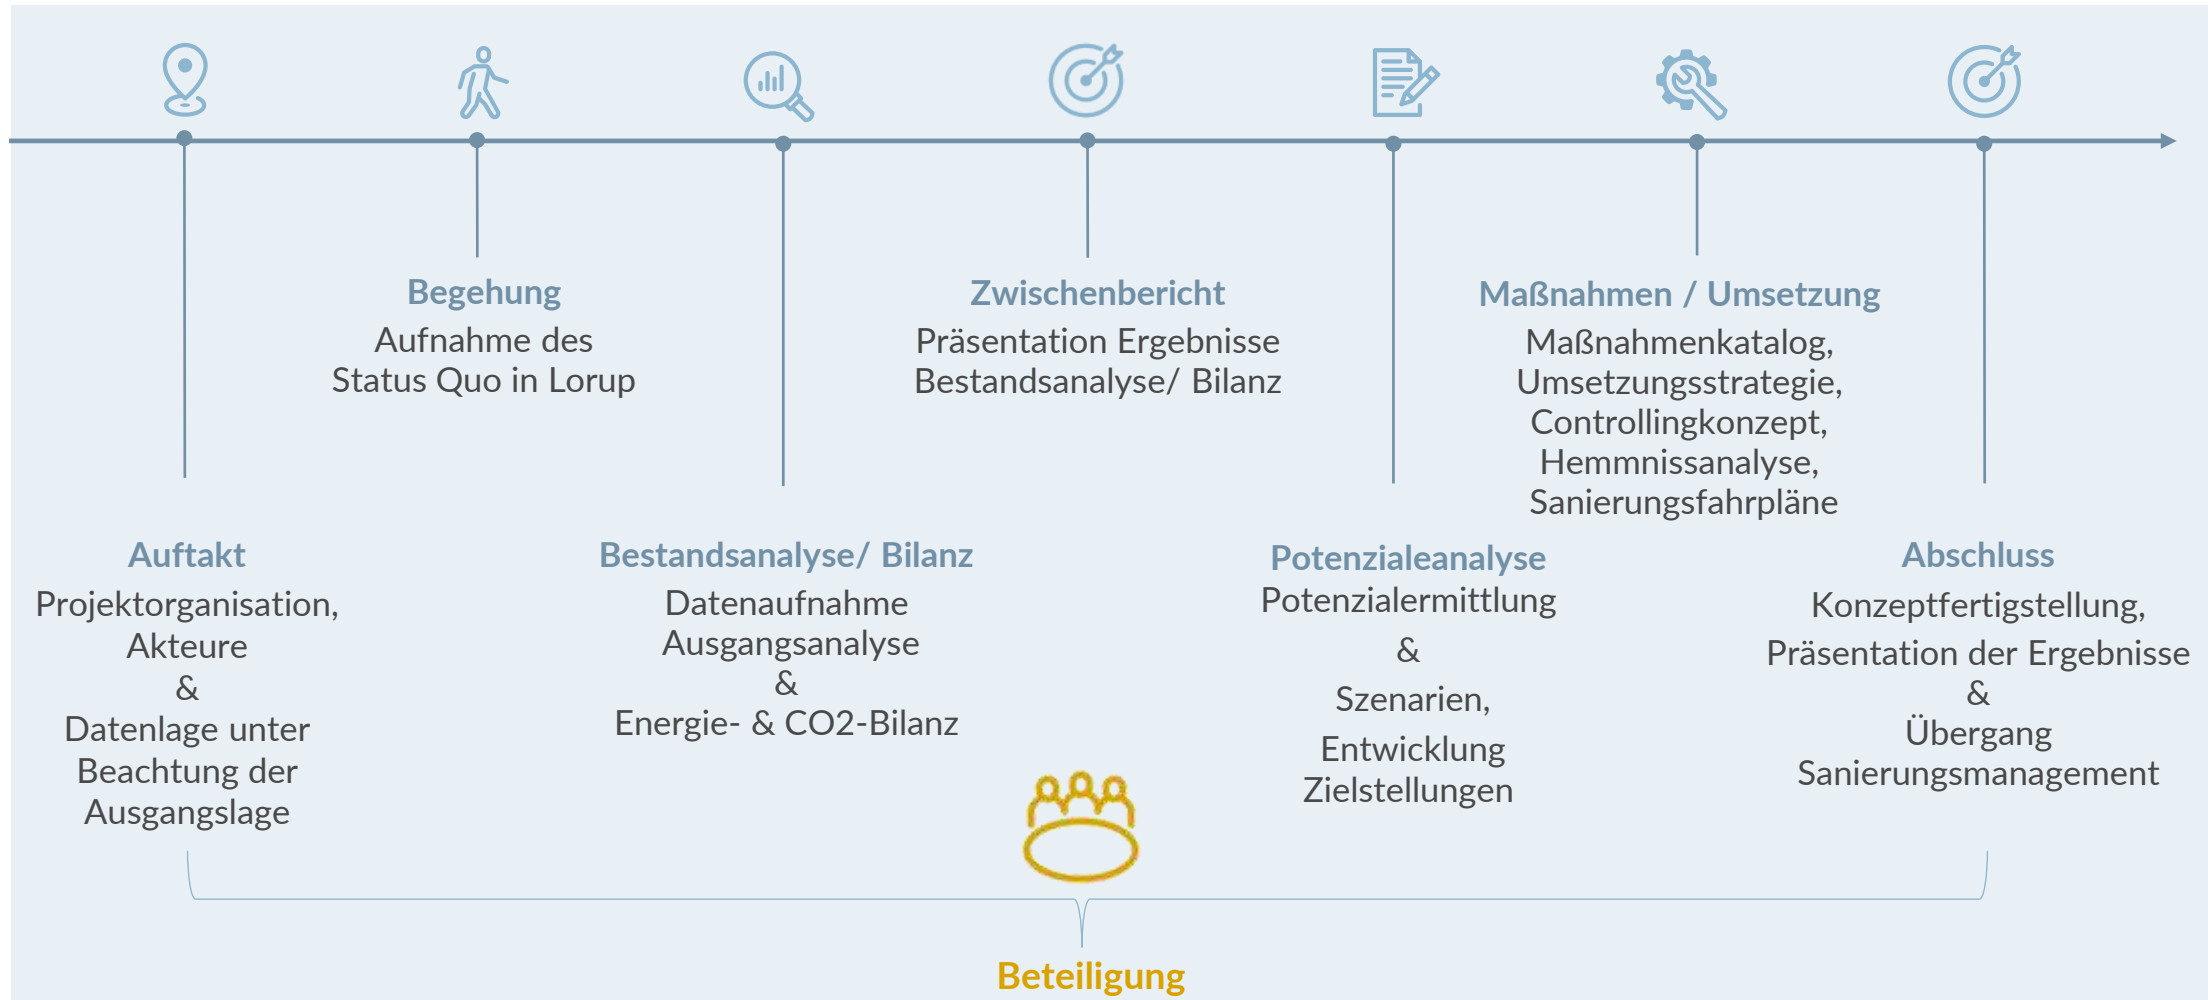 Auftakt
Projektorganisation,
Akteure
&
Datenlage unter
Beachtung der
Ausgangslage
Begehung
Aufnahme des
Status Quo in Lorup
Bestandsanalyse/ Bilanz
Datenaufnahme
Ausgangsanalyse
&
Energie- & CO2-Bilanz
Zwischenbericht
Präsentation Ergebnisse
Bestandsanalyse/ Bilanz
Potenzialeanalyse
Potenzialermittlung
&
Szenarien,
Entwicklung
Zielstellungen
Maßnahmen / Umsetzung
Maßnahmenkatalog,
Umsetzungsstrategie,
Controllingkonzept,
Hemmnissanalyse,
Sanierungsfahrpläne
Abschluss
Konzeptfertigstellung,
Präsentation der Ergebnisse
&
Übergang
Sanierungsmanagement
Beteiligung